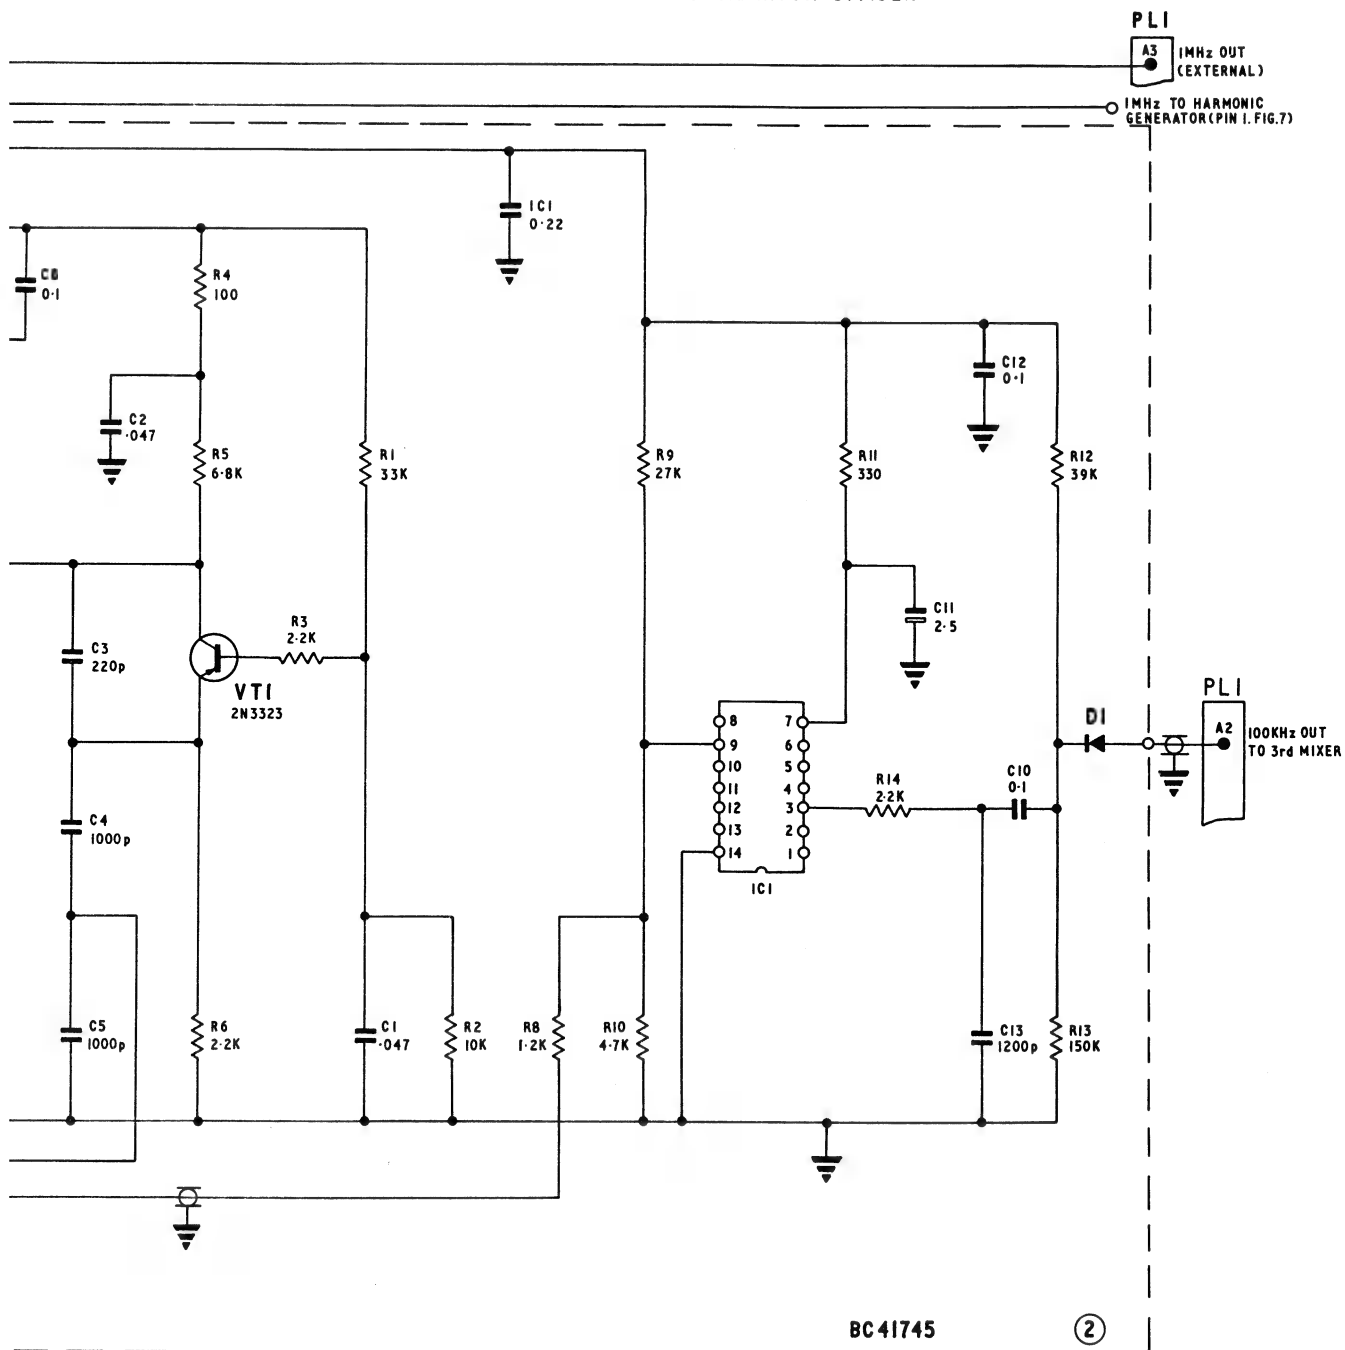 PL1
A3
1MHz OUT
(EXTERNAL)
1MHz TO HARMONIC
GENERATOR(PIN 1. FIG.7)
1C1
0·22
C8
0·1
R4
100
C12
0·1
C2
·047
R5
6·8K
R1
33K
R9
27K
R11
330
R12
39K
C11
2·5
R3
2·2K
C3
220p
VT1
2N3323
PL1
8
7
D1
A2
100KHz OUT
TO 3rd MIXER
9
6
10
5
11
4
R14
2·2K
C10
0·1
12
3
13
2
14
1
IC1
C4
1000p
C5
1000p
R6
2·2K
C1
·047
R2
10K
R8
1·2K
R10
4·7K
C13
1200p
R13
150K
BC41745
2